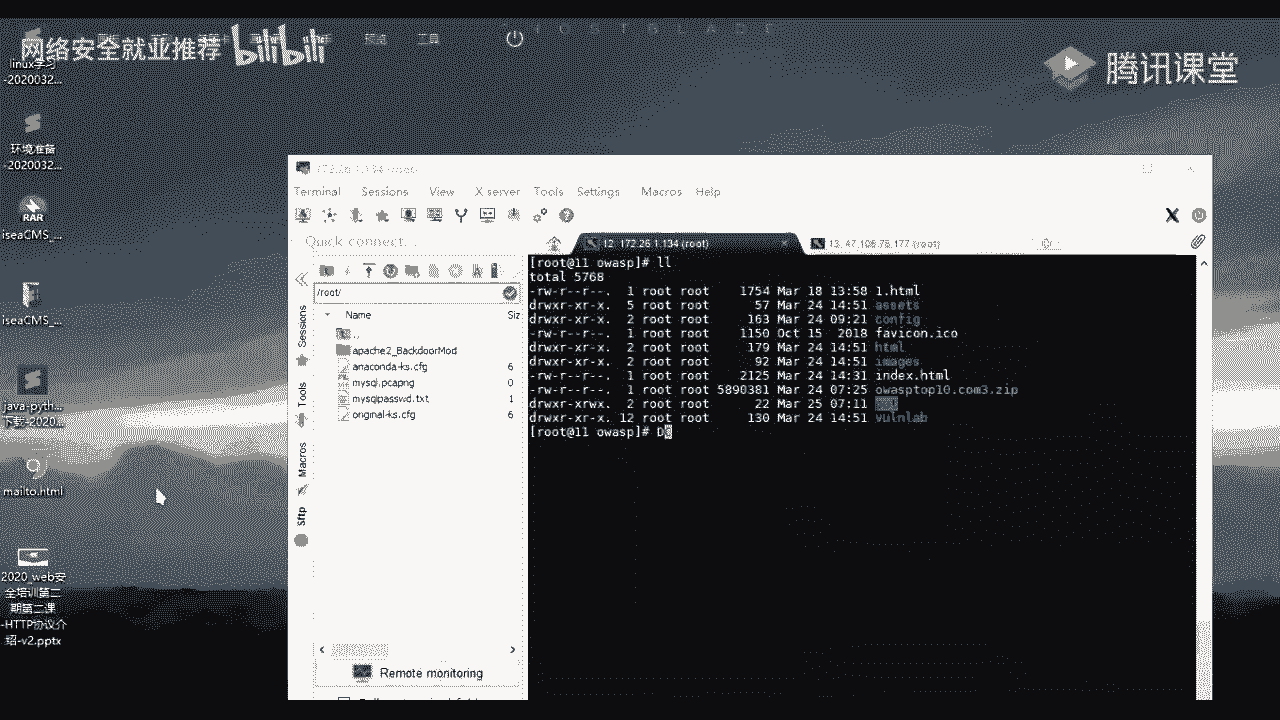 网络安全就业推荐 bilibili
腾讯课堂
-2020032...
环境准备
-2020032...
RAR
iseaCMS_...
iseaCMS_...
java-pyth...
下载-2020...
mailto.html
2020_web安
全培训第二
期第二课
-HTTP协议介
绍-v2.pptx
Terminal Sessions View X server Tools Settings Macros Help
Quick connect...
12. 172.26.1.134 (root)
13. 47.106.76.177 (root)
/root/
Name Siz
..
apache2_BackdoorMod
anaconda-ks.cfg 6
mysql.pcapng 0
mysqlpasswd.txt 1
original-ks.cfg 6
Sessions
Tools
Macros
Sftp
Remote monitoring
[root@11 owasp]# ll
total 5768
-rw-r--r--. 1 root root 1754 Mar 18 13:58 1.html
drwxr-xr-x. 5 root root 57 Mar 24 14:51 assets
drwxr-xr-x. 2 root root 163 Mar 24 09:21 config
-rw-r--r--. 1 root root 1150 Oct 15 2018 favicon.ico
drwxr-xr-x. 2 root root 179 Mar 24 14:51 html
drwxr-xr-x. 2 root root 92 Mar 24 14:51 images
-rw-r--r--. 1 root root 2125 Mar 24 14:31 index.html
-rw-r--r--. 1 root root 5890381 Mar 24 07:25 owasptop10.com3.zip
drwxr-xrwx. 2 root root 22 Mar 25 07:11
drwxr-xr-x. 12 root root 130 Mar 24 14:51 vulnlab
[root@11 owasp]#